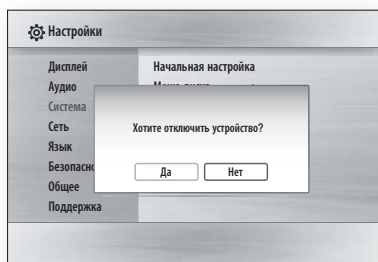 Настройки
Дисплей
Начальная настройка
Аудио
Система
Хотите отключить устройство?
Сеть
Язык
Да
Нет
Общее
Поддержка